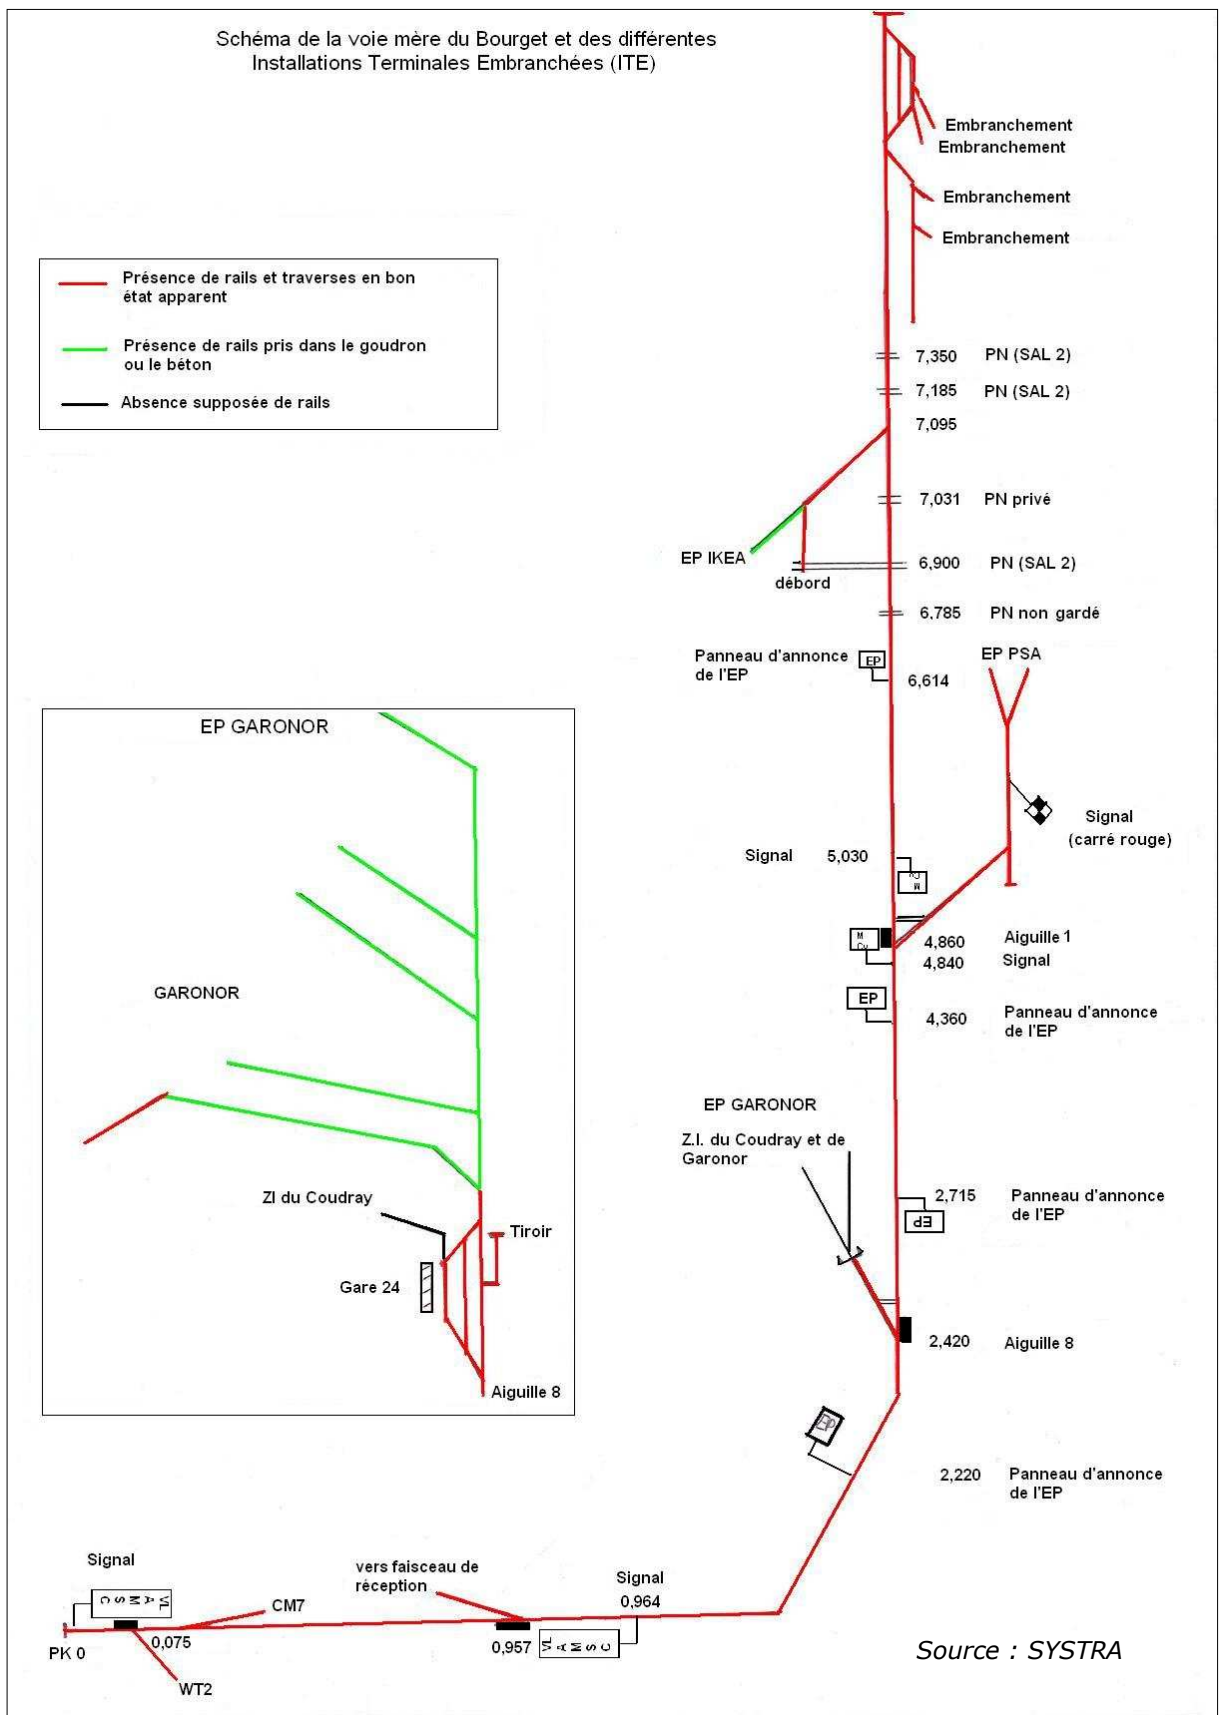 Schéma de la voie mère du Bourget et des différentes
Installations Terminales Embranchées (ITE)
Embranchement
Embranchement
Embranchement
Embranchement
Présence de rails et traverses en bon
état apparent
Présence de rails pris dans le goudron
ou le béton
Absence supposée de rails
7,350 PN (SAL 2)
7,185 PN (SAL 2)
7,095
7,031 PN privé
EP IKEA
6,900 PN (SAL 2)
débord
6,785 PN non gardé
Panneau d'annonce
de l'EP
EP
6,614
EP PSA
Signal
(carré rouge)
Signal 5,030
M
Cv
M
Cv
4,860 Aiguille 1
4,840 Signal
EP
4,360 Panneau d'annonce
de l'EP
EP GARONOR
Z.I. du Coudray et de
Garonor
2,715 Panneau d'annonce
de l'EP
EP
2,420 Aiguille 8
EP
2,220 Panneau d'annonce
de l'EP
EP GARONOR
GARONOR
ZI du Coudray
Tiroir
Gare 24
Aiguille 8
Signal
VL
A
M
S
C
PK 0
0,075
WT2
CM7
vers faisceau de
réception
0,957
VL
A
M
S
C
Signal
0,964
Source : SYSTRA